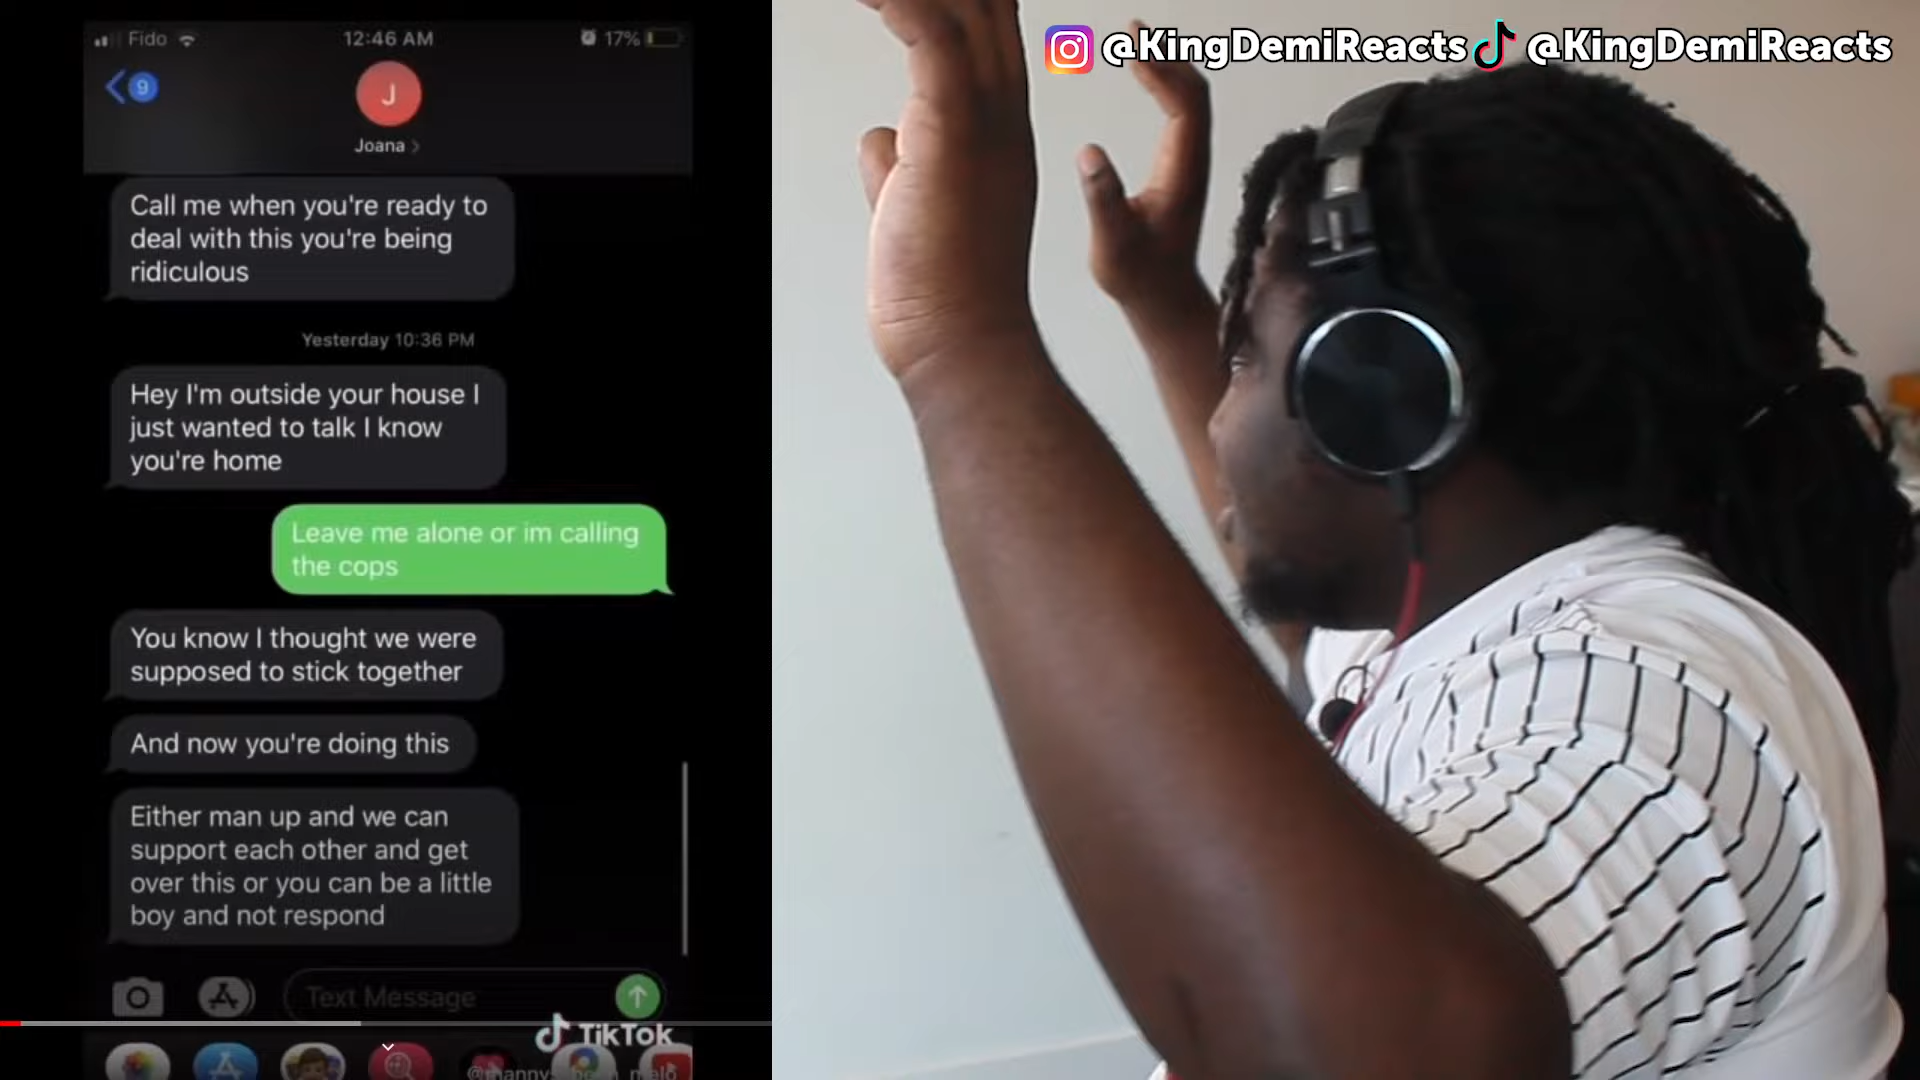 Fido
12:46 AM
17%
@KingDemiReacts
@KingDemiReacts
9
J
Joana
Call me when you're ready to
deal with this you're being
ridiculous
Yesterday 10:36 PM
Hey I'm outside your house I
just wanted to talk I know
you're home
Leave me alone or im calling
the cops
You know I thought we were
supposed to stick together
And now you're doing this
Either man up and we can
support each other and get
over this or you can be a little
boy and not respond
Text Message
TikTok